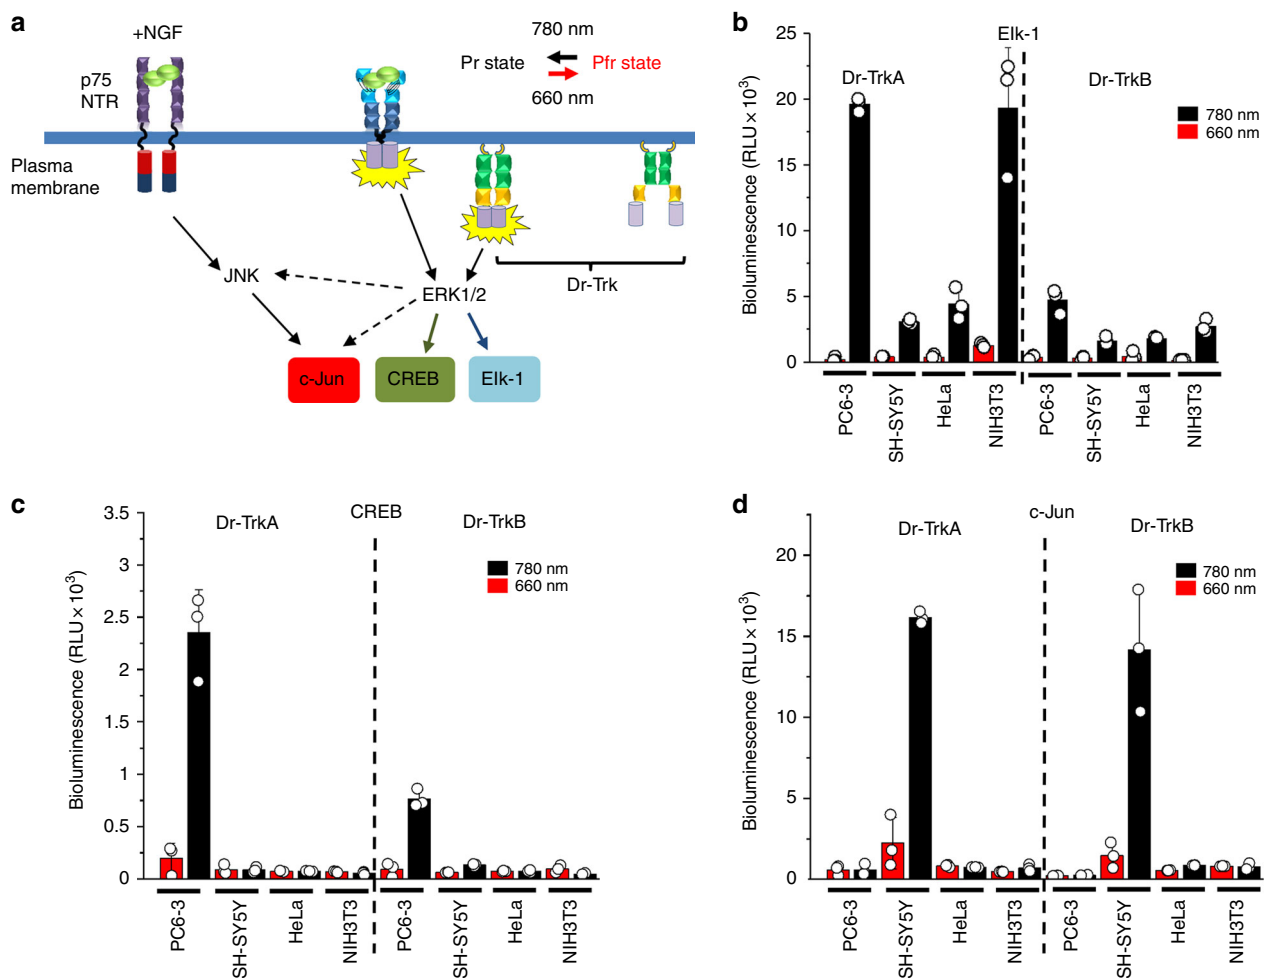 a
+NGF
p75
NTR
780 nm
Pr state
Pfr state
660 nm
Plasma
membrane
JNK
ERK1/2
Dr-Trk
c-Jun
CREB
Elk-1
b
Elk-1
Dr-TrkA
Dr-TrkB
780 nm
660 nm
Bioluminescence (RLU × 10³)
25
20
15
10
5
0
PC6-3
SH-SY5Y
HeLa
NIH3T3
PC6-3
SH-SY5Y
HeLa
NIH3T3
c
CREB
Dr-TrkA
Dr-TrkB
780 nm
660 nm
Bioluminescence (RLU × 10³)
3.5
3
2.5
2
1.5
1
0.5
0
PC6-3
SH-SY5Y
HeLa
NIH3T3
PC6-3
SH-SY5Y
HeLa
NIH3T3
d
c-Jun
Dr-TrkA
Dr-TrkB
780 nm
660 nm
Bioluminescence (RLU × 10³)
20
15
10
5
0
PC6-3
SH-SY5Y
HeLa
NIH3T3
PC6-3
SH-SY5Y
HeLa
NIH3T3